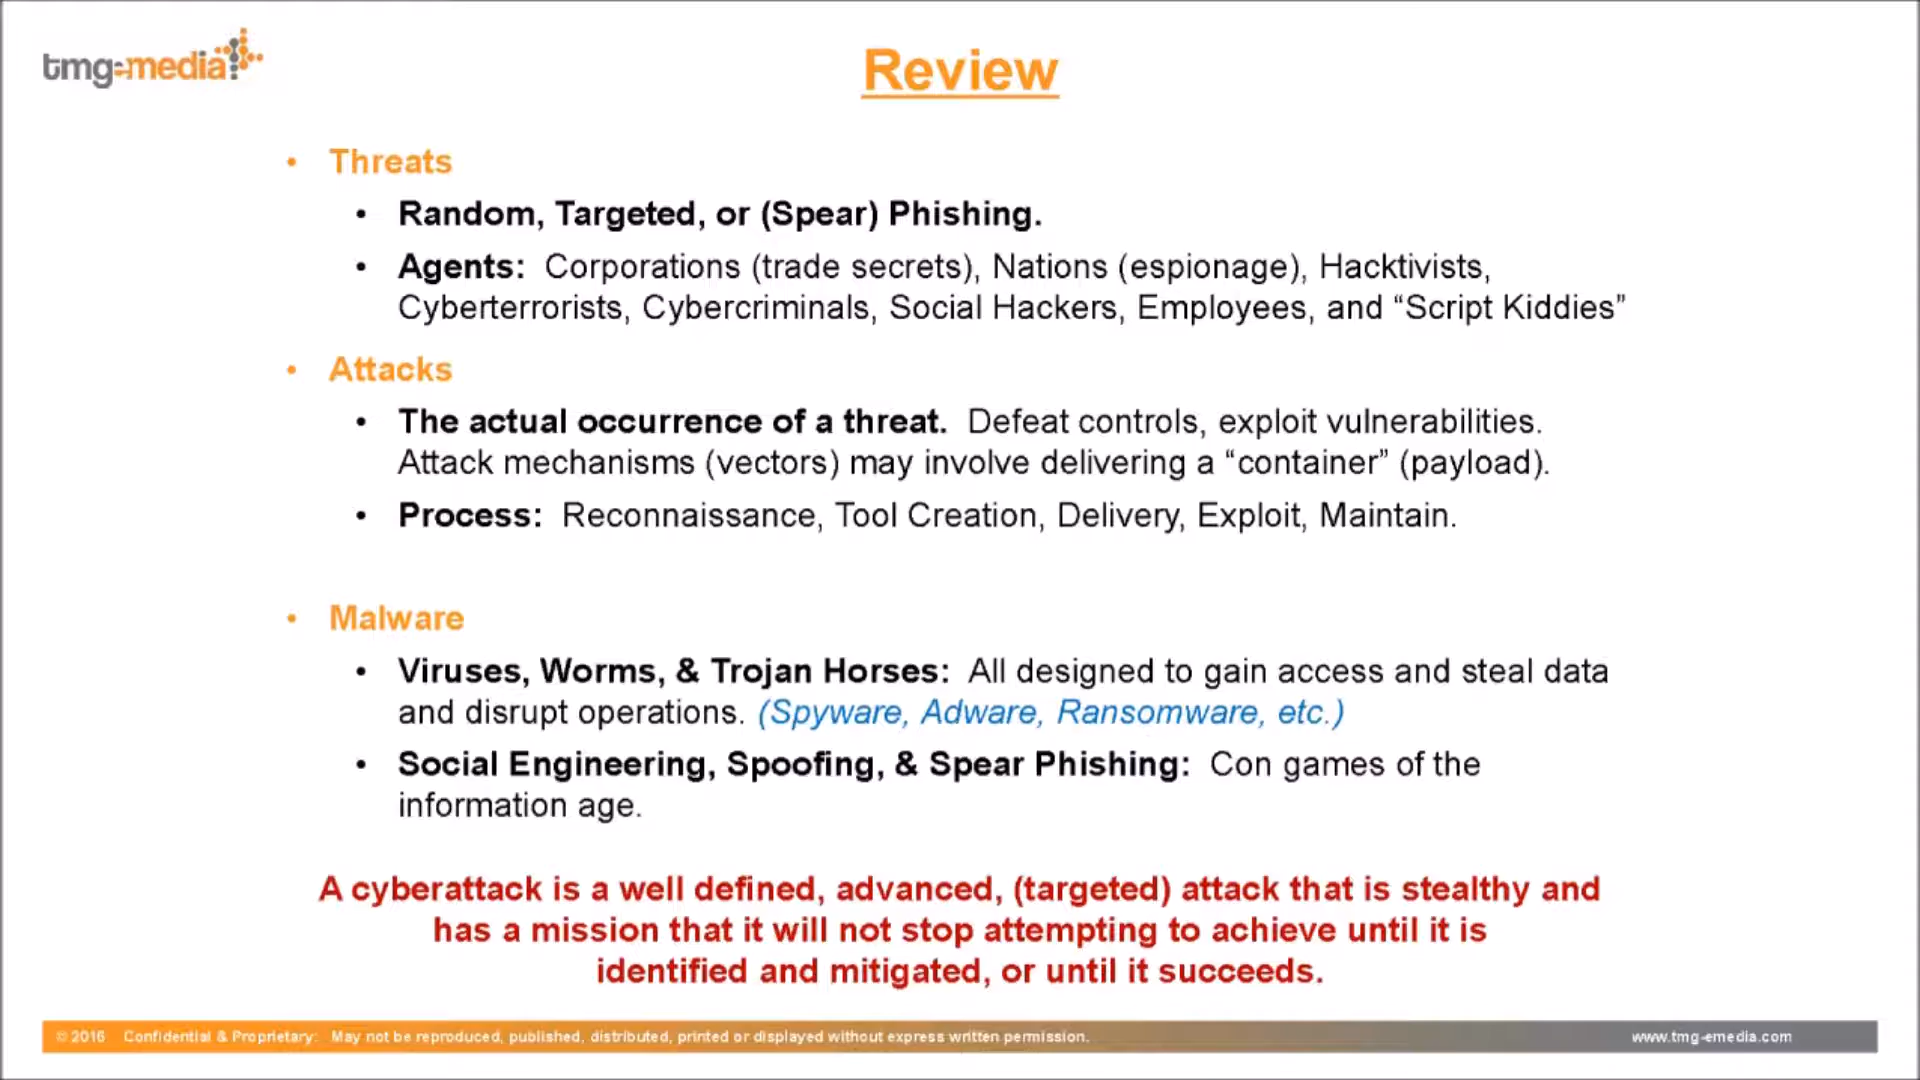 tmg-emedia
Review
• Threats
• Random, Targeted, or (Spear) Phishing.
• Agents: Corporations (trade secrets), Nations (espionage), Hacktivists,
Cyberterrorists, Cybercriminals, Social Hackers, Employees, and “Script Kiddies”
• Attacks
• The actual occurrence of a threat. Defeat controls, exploit vulnerabilities.
Attack mechanisms (vectors) may involve delivering a “container” (payload).
• Process: Reconnaissance, Tool Creation, Delivery, Exploit, Maintain.
• Malware
• Viruses, Worms, & Trojan Horses: All designed to gain access and steal data
and disrupt operations. (Spyware, Adware, Ransomware, etc.)
• Social Engineering, Spoofing, & Spear Phishing: Con games of the
information age.
A cyberattack is a well defined, advanced, (targeted) attack that is stealthy and
has a mission that it will not stop attempting to achieve until it is
identified and mitigated, or until it succeeds.
© 2016 Confidential & Proprietary: May not be reproduced, published, distributed, printed or displayed without express written permission. www.tmg-emedia.com